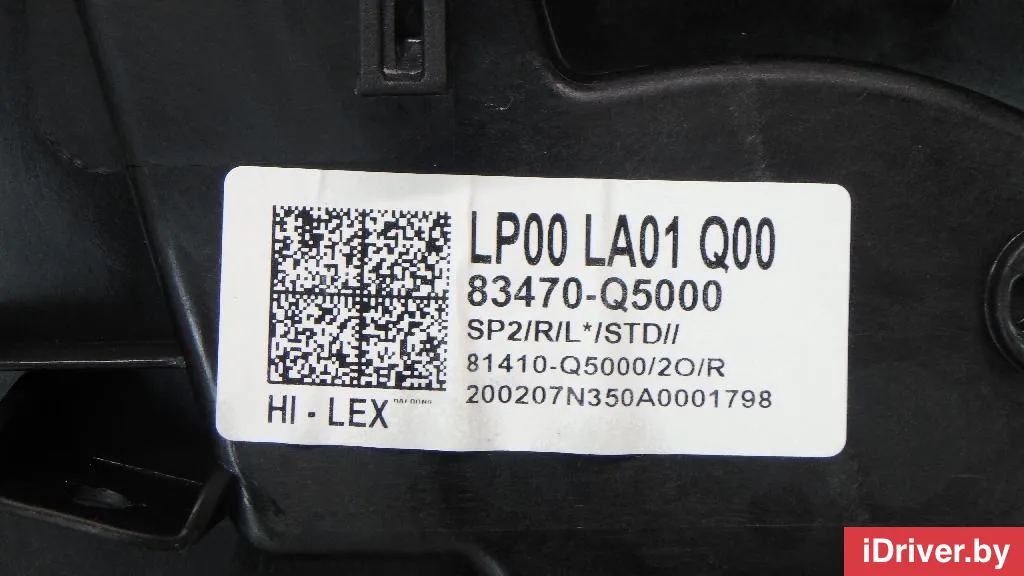 LP00 LA01 Q00
83470-Q5000
SP2/R/L*/STD//
81410-Q5000/2O/R
200207N350A0001798
HI - LEX
iDriver.by